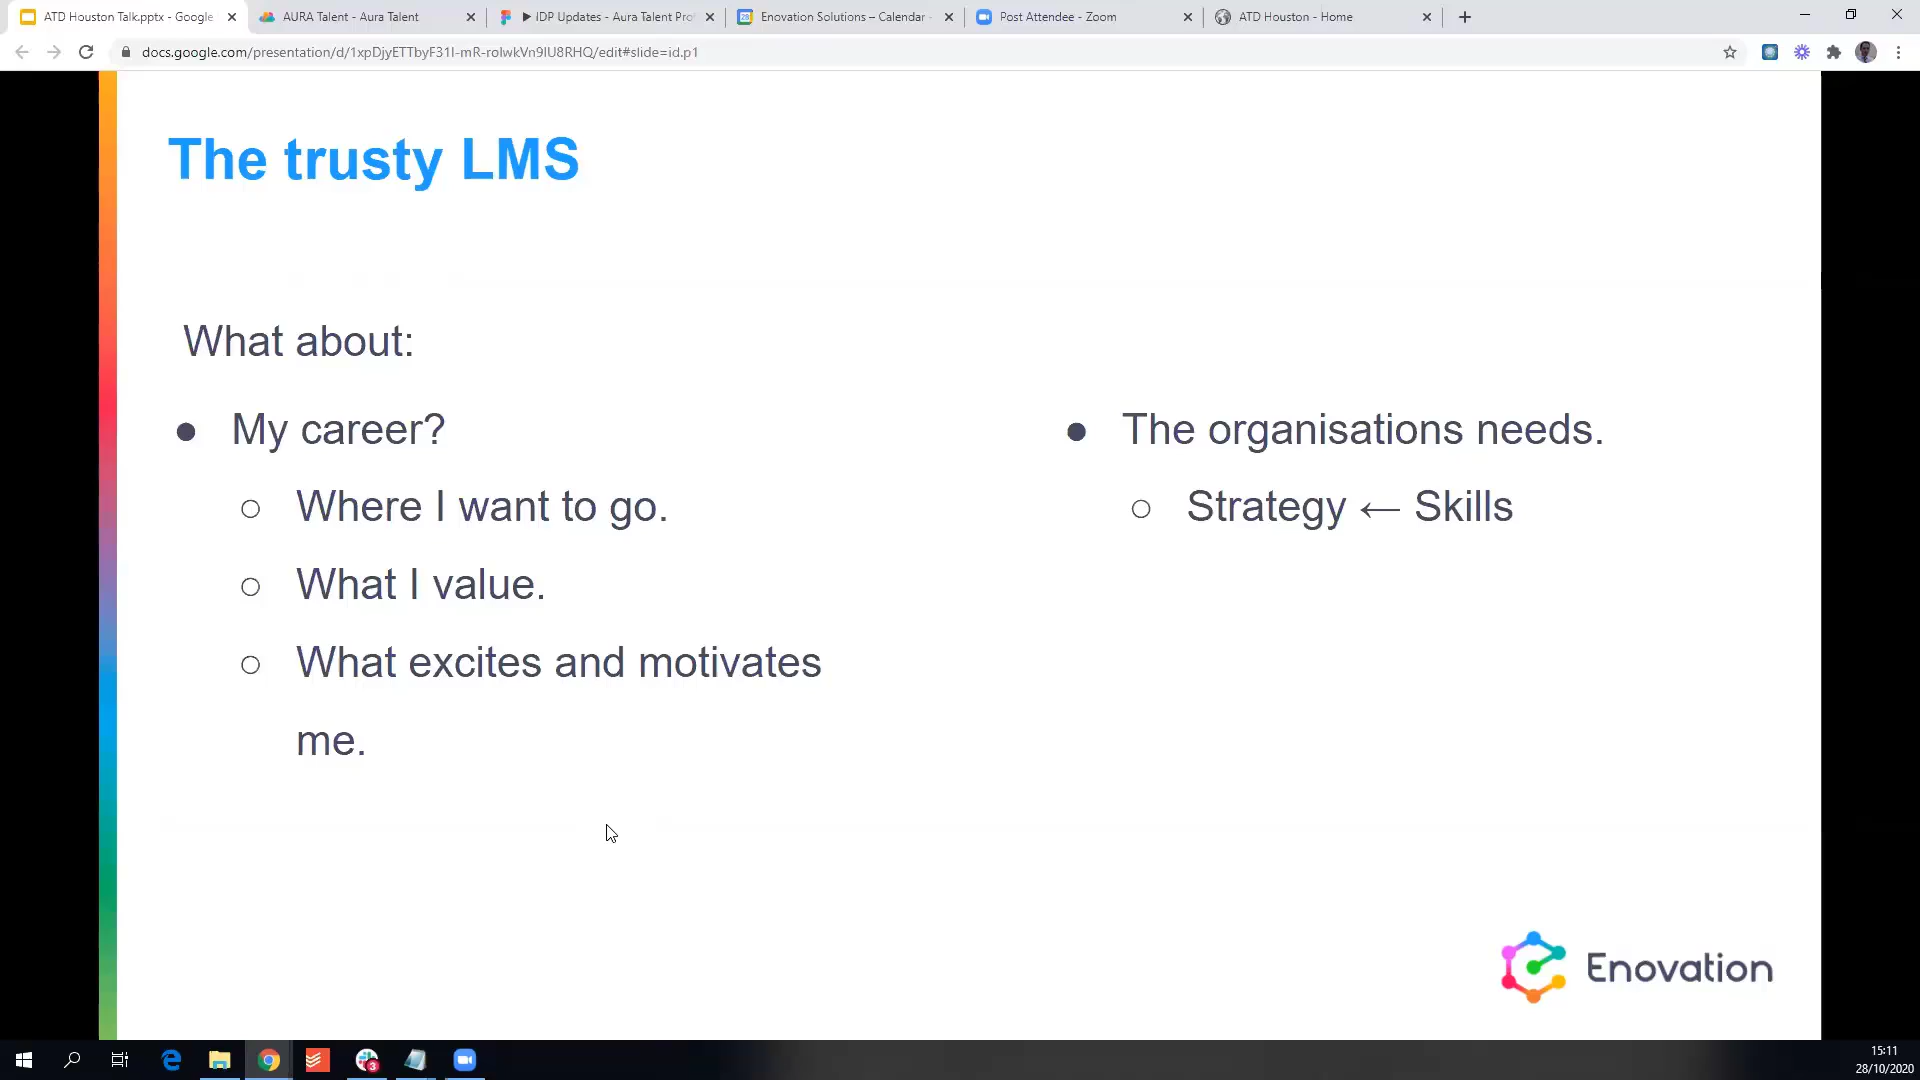 ATD Houston Talk.pptx - Google
AURA Talent - Aura Talent
IDP Updates - Aura Talent Pro
Enovation Solutions – Calendar -
Post Attendee - Zoom
ATD Houston - Home
docs.google.com/presentation/d/1xpDjyETTbyF31I-mR-rolwkVn9lU8RHQ/edit#slide=id.p1
The trusty LMS
What about:
● My career?
○ Where I want to go.
○ What I value.
○ What excites and motivates
me.
● The organisations needs.
○ Strategy ← Skills
Enovation
3
15:11
28/10/2020